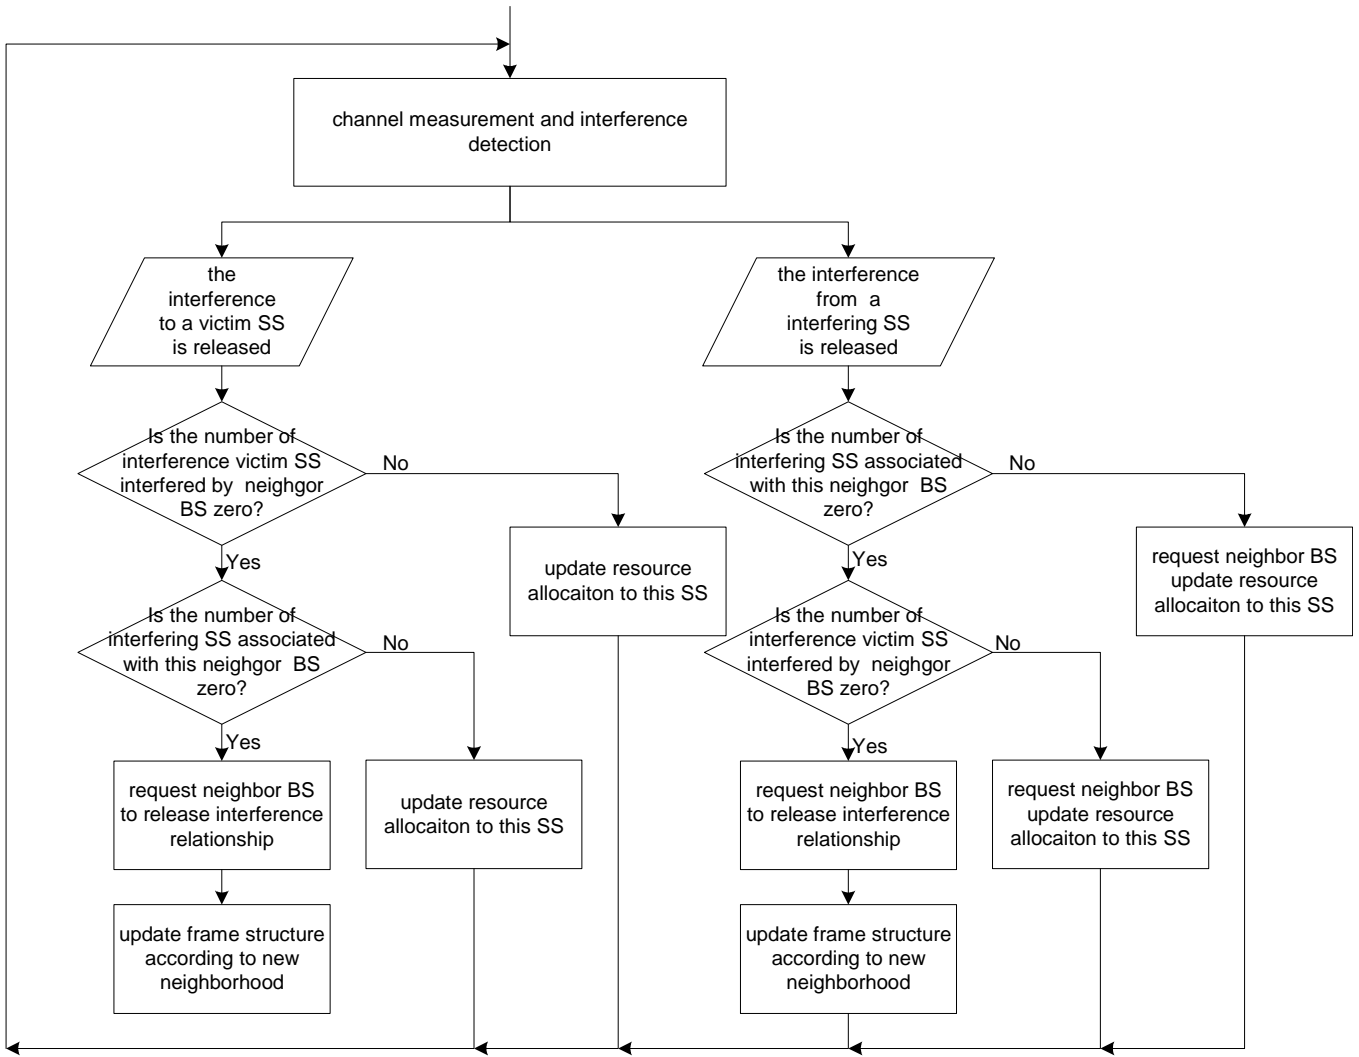 channel measurement and interference
detection
the
interference
to a victim SS
is released
the interference
from a
interfering SS
is released
Is the number of
interference victim SS
interfered by neighgor
BS zero?
No
Yes
Is the number of
interfering SS associated
with this neighgor BS
zero?
No
Yes
update resource
allocaiton to this SS
request neighbor BS
update resource
allocaiton to this SS
Is the number of
interfering SS associated
with this neighgor BS
zero?
No
Yes
Is the number of
interference victim SS
interfered by neighgor
BS zero?
No
Yes
request neighbor BS
to release interference
relationship
update resource
allocaiton to this SS
request neighbor BS
to release interference
relationship
request neighbor BS
update resource
allocaiton to this SS
update frame structure
according to new
neighborhood
update frame structure
according to new
neighborhood